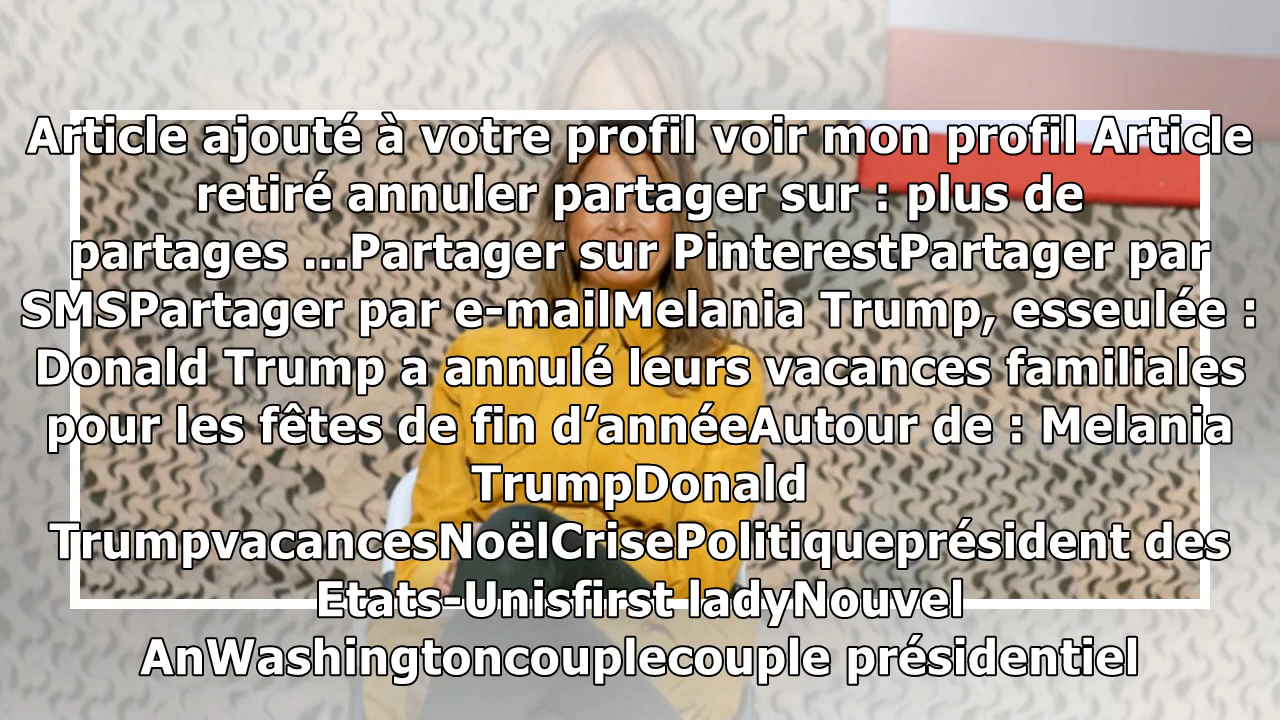 Article ajouté à votre profil voir mon profil Article
retiré annuler partager sur : plus de
partages ...Partager sur PinterestPartager par
SMSPartager par e-mailMelania Trump, esseulée :
Donald Trump a annulé leurs vacances familiales
pour les fêtes de fin d’annéeAutour de : Melania
TrumpDonald
TrumpvacancesNoëlCrisePolitiqueprésident des
Etats-Unisfirst ladyNouvel
AnWashingtoncouplecouple présidentiel